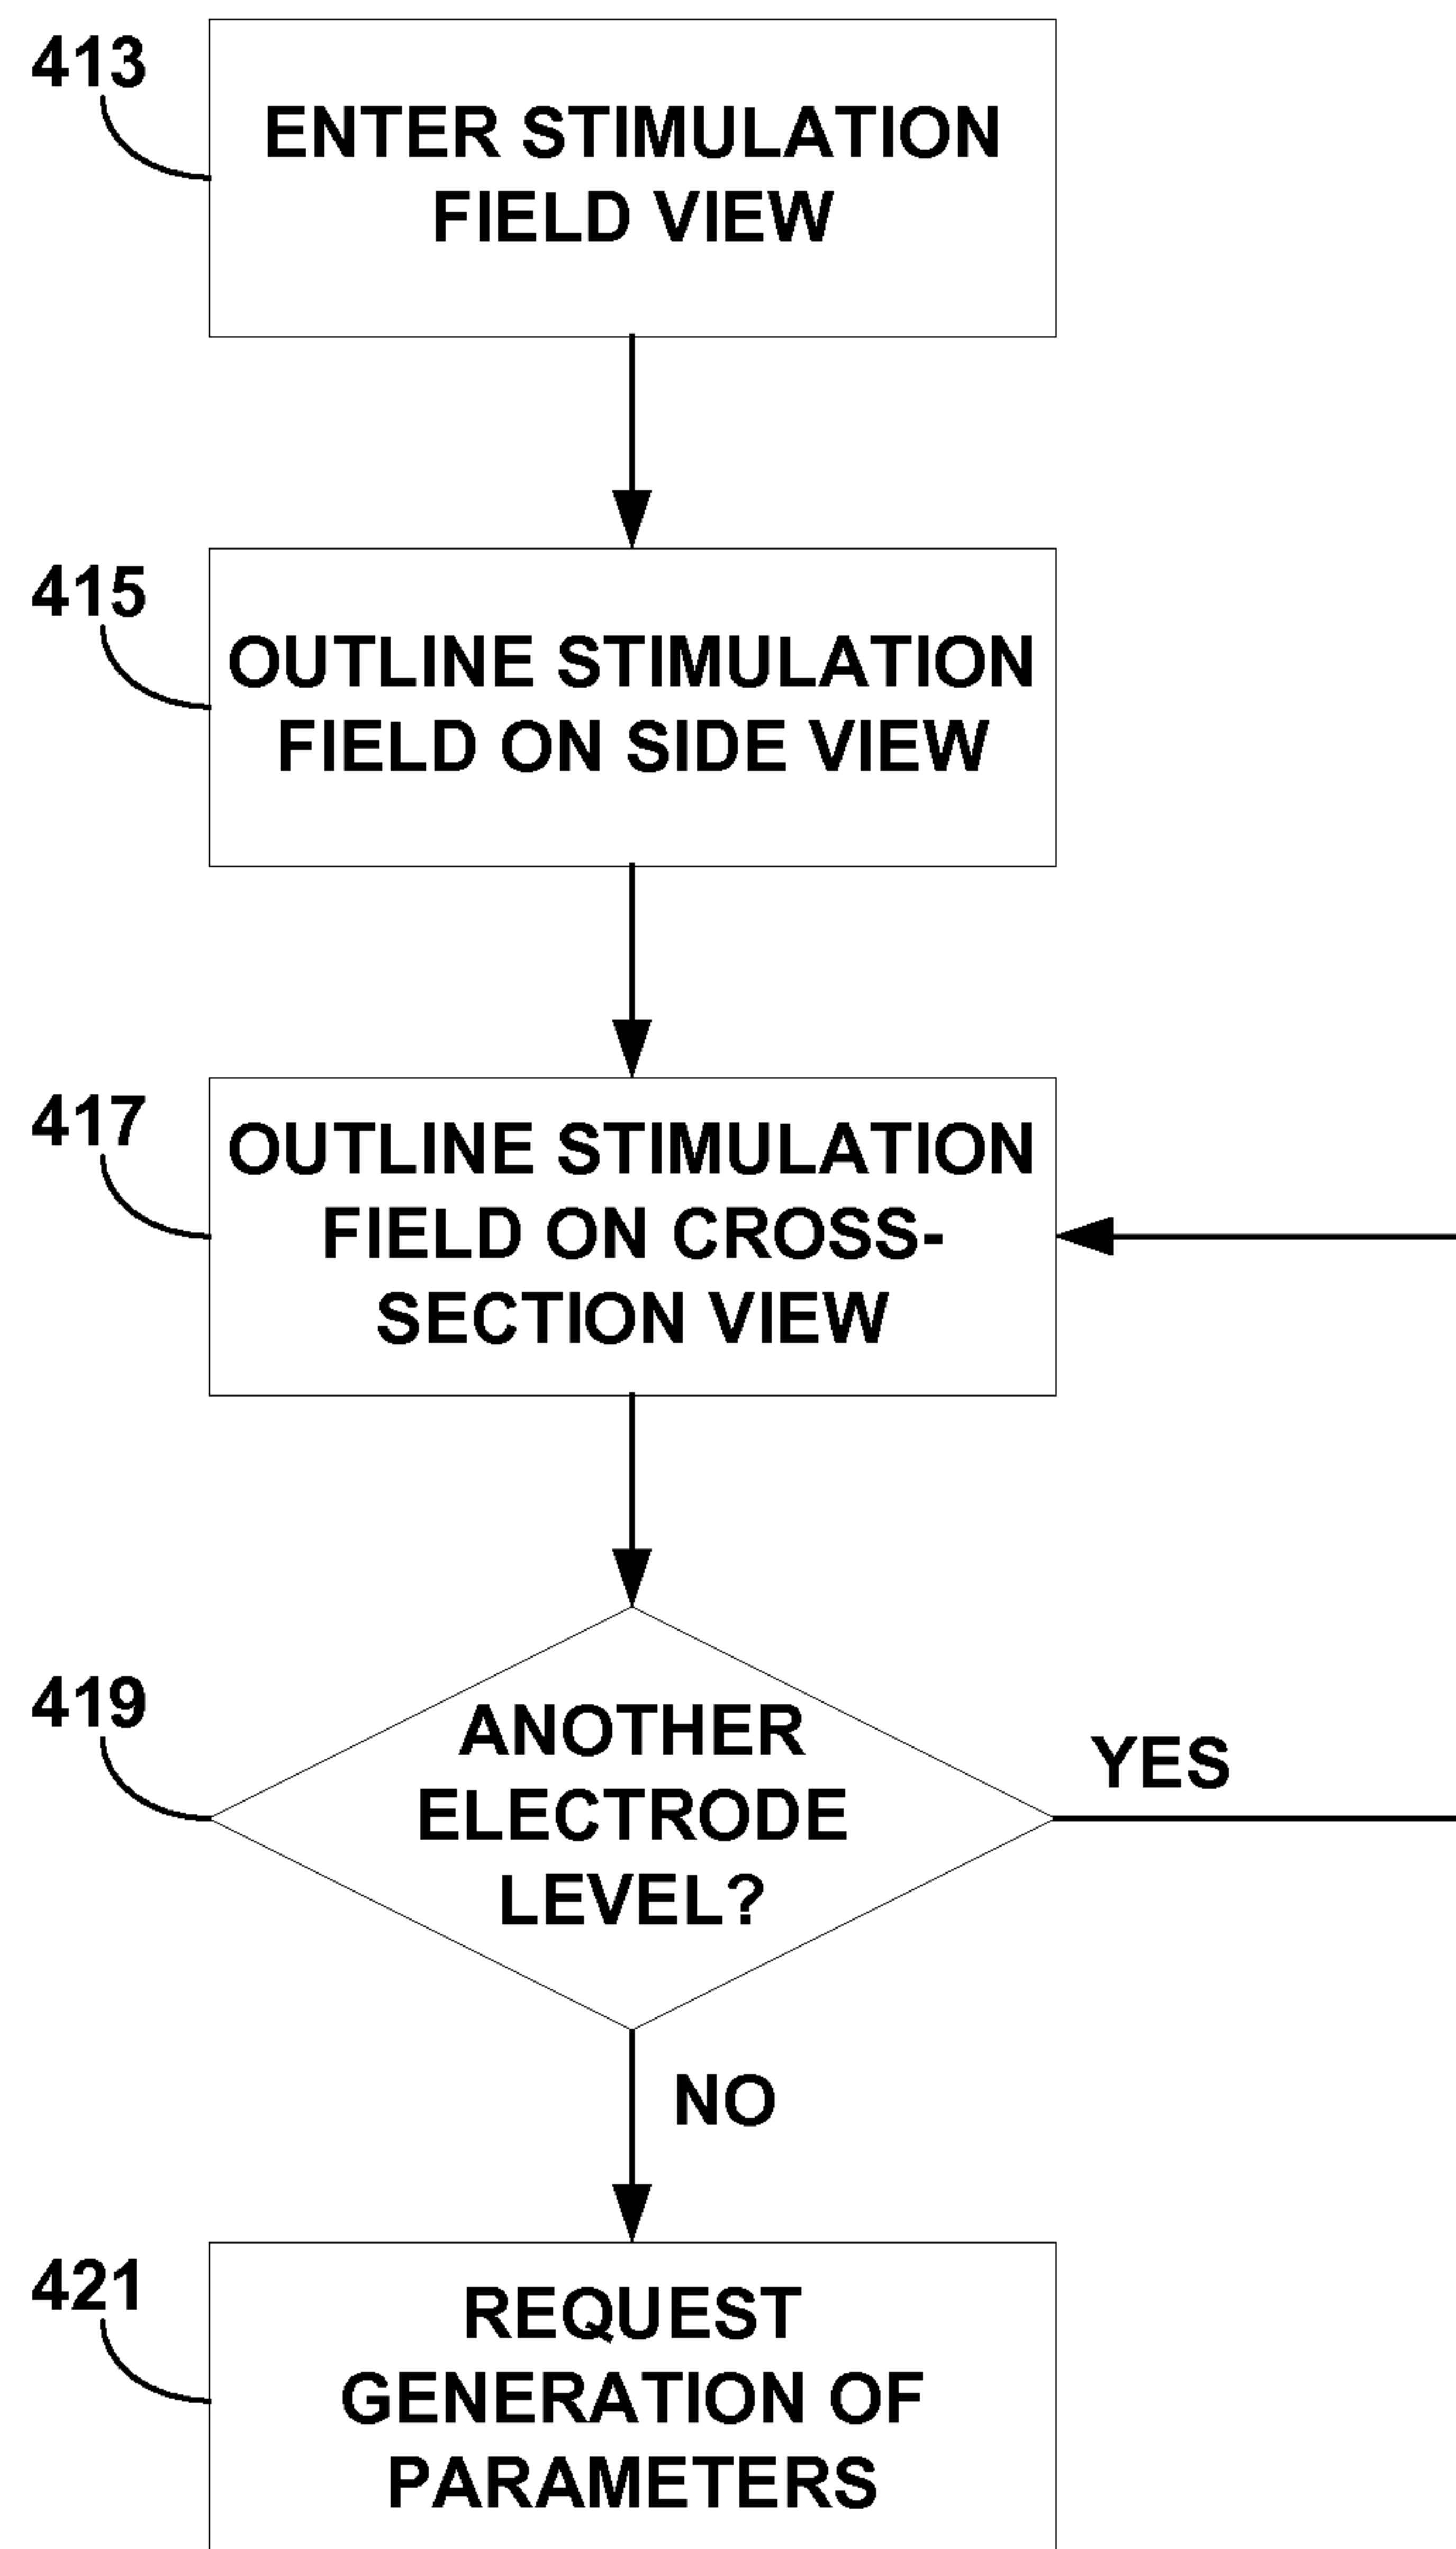 413
ENTER STIMULATION
FIELD VIEW
415
OUTLINE STIMULATION
FIELD ON SIDE VIEW
417
OUTLINE STIMULATION
FIELD ON CROSS-
SECTION VIEW
419
ANOTHER
ELECTRODE
LEVEL?
YES
NO
421
REQUEST
GENERATION OF
PARAMETERS